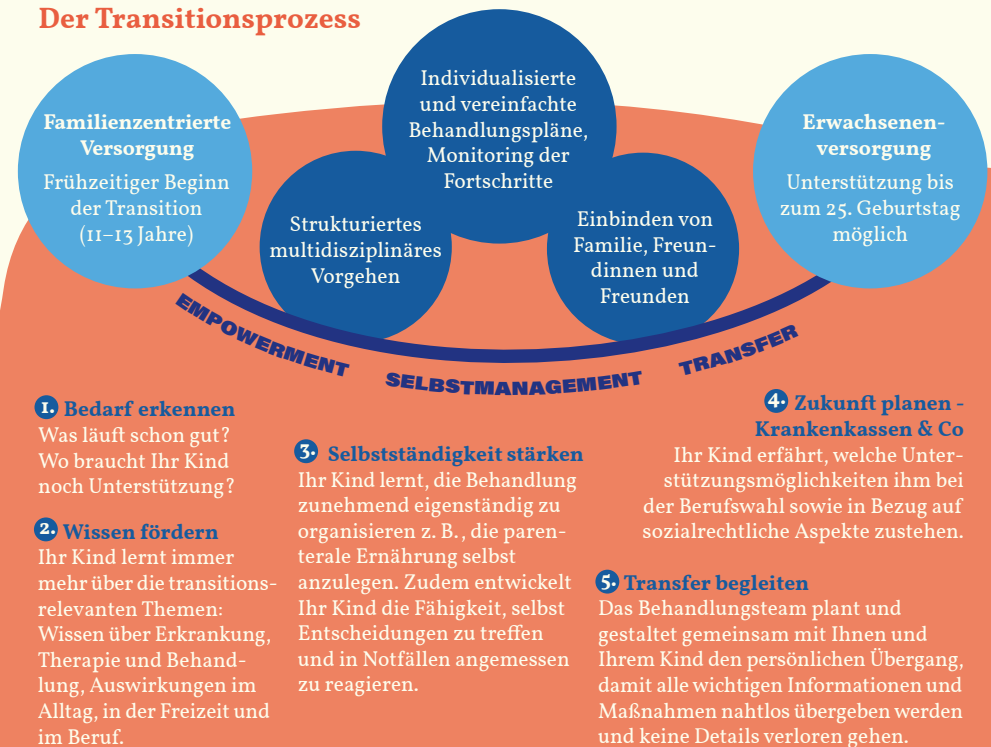 Der Transitionsprozess
Familienzentrierte
Versorgung
Frühzeitiger Beginn
der Transition
(11–13 Jahre)
Strukturiertes
multidisziplinäres
Vorgehen
Individualisierte
und vereinfachte
Behandlungspläne,
Monitoring der
Fortschritte
Einbinden von
Familie, Freun-
dinnen und
Freunden
Erwachsenen-
versorgung
Unterstützung bis
zum 25. Geburtstag
möglich
EMPOWERMENT
SELBSTMANAGEMENT
TRANSFER
1. Bedarf erkennen
Was läuft schon gut?
Wo braucht Ihr Kind
noch Unterstützung?
2. Wissen fördern
Ihr Kind lernt immer
mehr über die transitions-
relevanten Themen:
Wissen über Erkrankung,
Therapie und Behand-
lung, Auswirkungen im
Alltag, in der Freizeit und
im Beruf.
3. Selbstständigkeit stärken
Ihr Kind lernt, die Behandlung
zunehmend eigenständig zu
organisieren z. B., die paren-
terale Ernährung selbst
anzulegen. Zudem entwickelt
Ihr Kind die Fähigkeit, selbst
Entscheidungen zu treffen
und in Notfällen angemessen
zu reagieren.
4. Zukunft planen -
Krankenkassen & Co
Ihr Kind erfährt, welche Unter-
stützungsmöglichkeiten ihm bei
der Berufswahl sowie in Bezug auf
sozialrechtliche Aspekte zustehen.
5. Transfer begleiten
Das Behandlungsteam plant und
gestaltet gemeinsam mit Ihnen und
Ihrem Kind den persönlichen Übergang,
damit alle wichtigen Informationen und
Maßnahmen nahtlos übergeben werden
und keine Details verloren gehen.